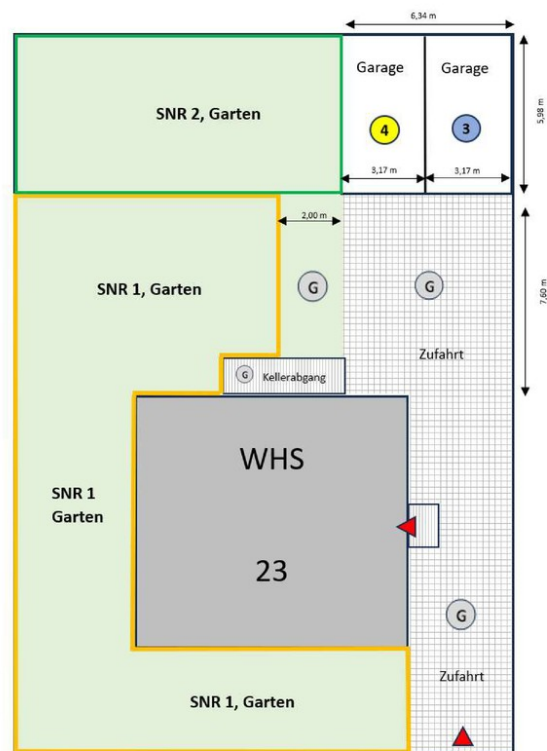 6,34 m
Garage
Garage
SNR 2, Garten
4
3
5,98 m
3,17 m
3,17 m
2,00 m
SNR 1, Garten
G
G
7,60 m
Zufahrt
G
Kellerabgang
WHS
SNR 1
Garten
23
G
Zufahrt
SNR 1, Garten